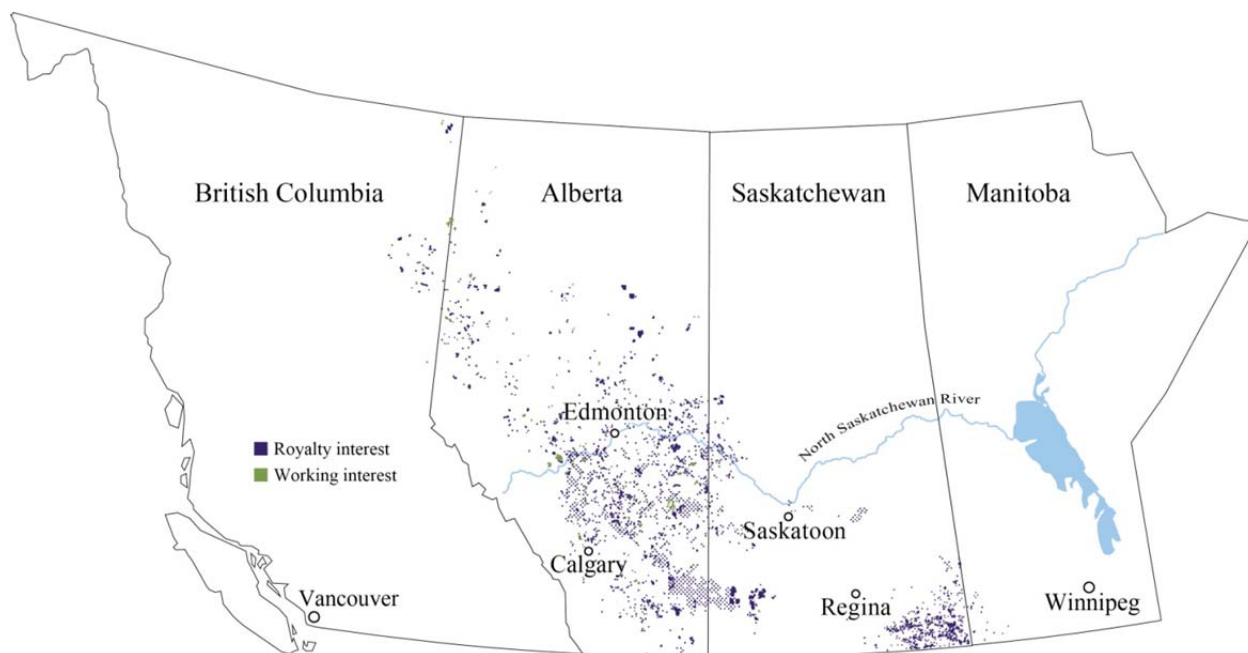 British Columbia
Alberta
Saskatchewan
Manitoba
Edmonton
North Saskatchewan River
Royalty interest
Working interest
Saskatoon
Calgary
Vancouver
Regina
Winnipeg